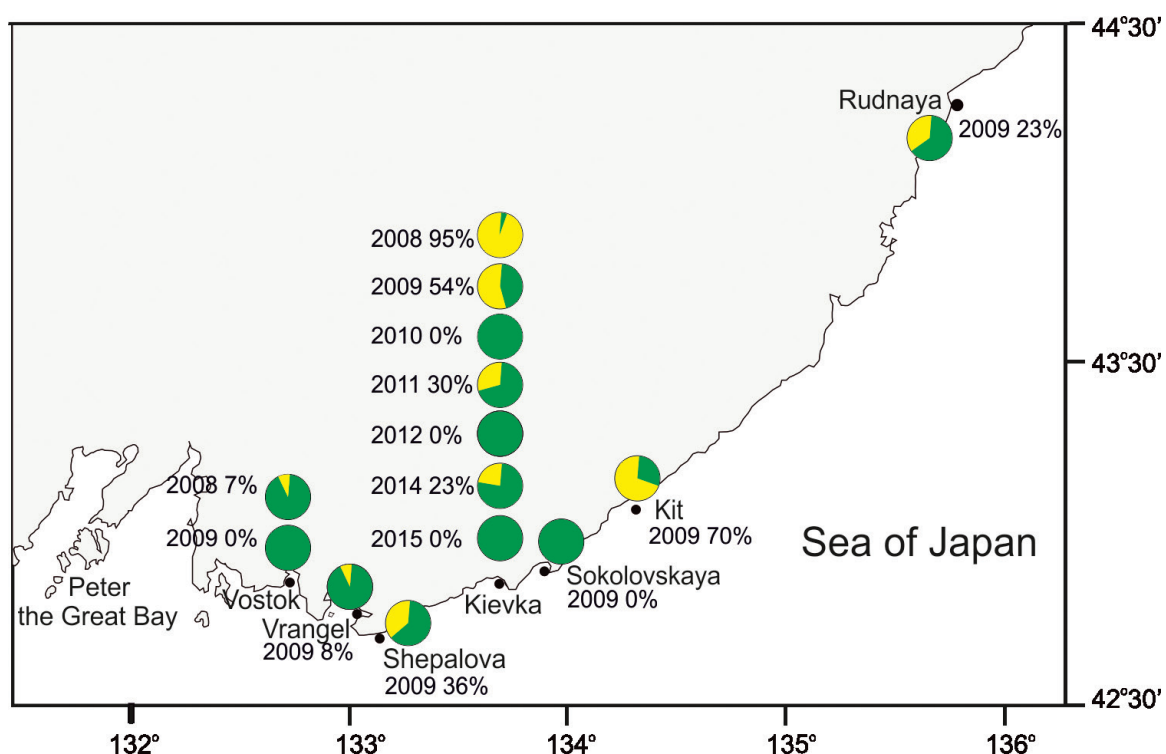 44°30'
Rudnaya
2009 23%
2008 95%
2009 54%
2010 0%
43°30'
2011 30%
2012 0%
2008 7%
2014 23%
2009 0%
2015 0%
Kit
2009 70%
Sea of Japan
Peter
the Great Bay
Vostok
Vrangel
2009 8%
Shepalova
2009 36%
Kievka
Sokolovskaya
2009 0%
42°30'
132°
133°
134°
135°
136°